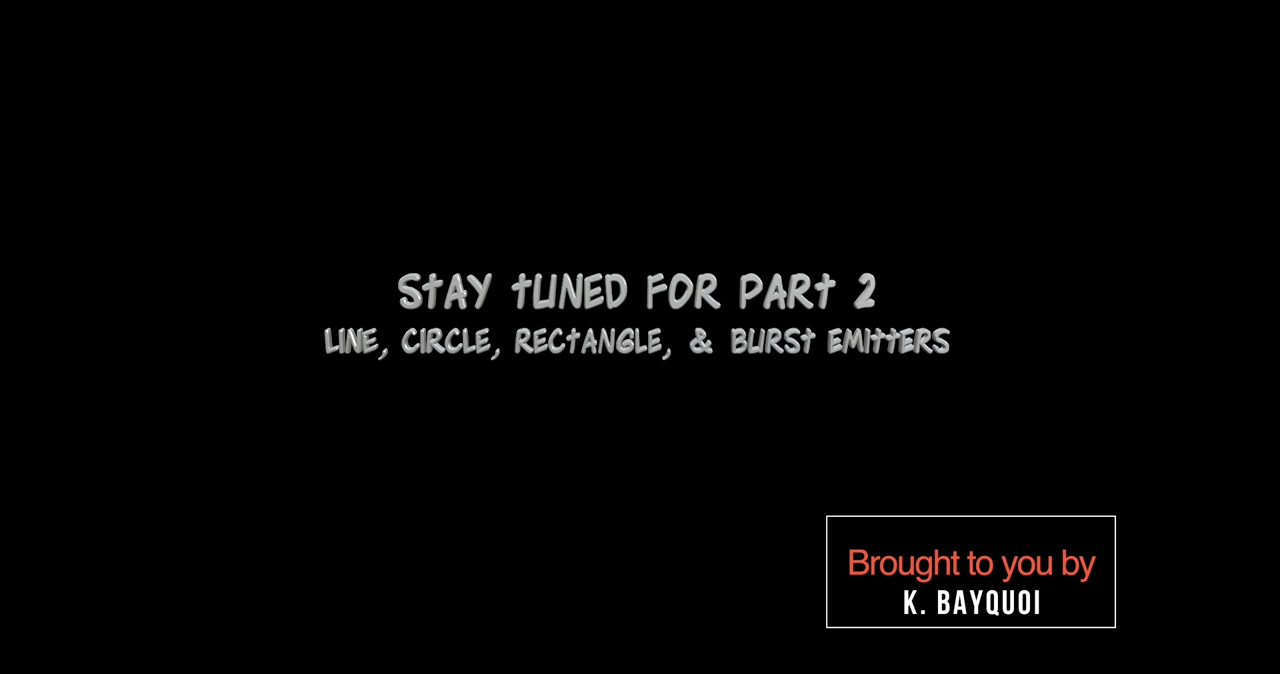 STAY TUNED FOR PART 2
LINE, CIRCLE, RECTANGLE, & BURST EMITTERS
Brought to you by
K. BAYQUOI